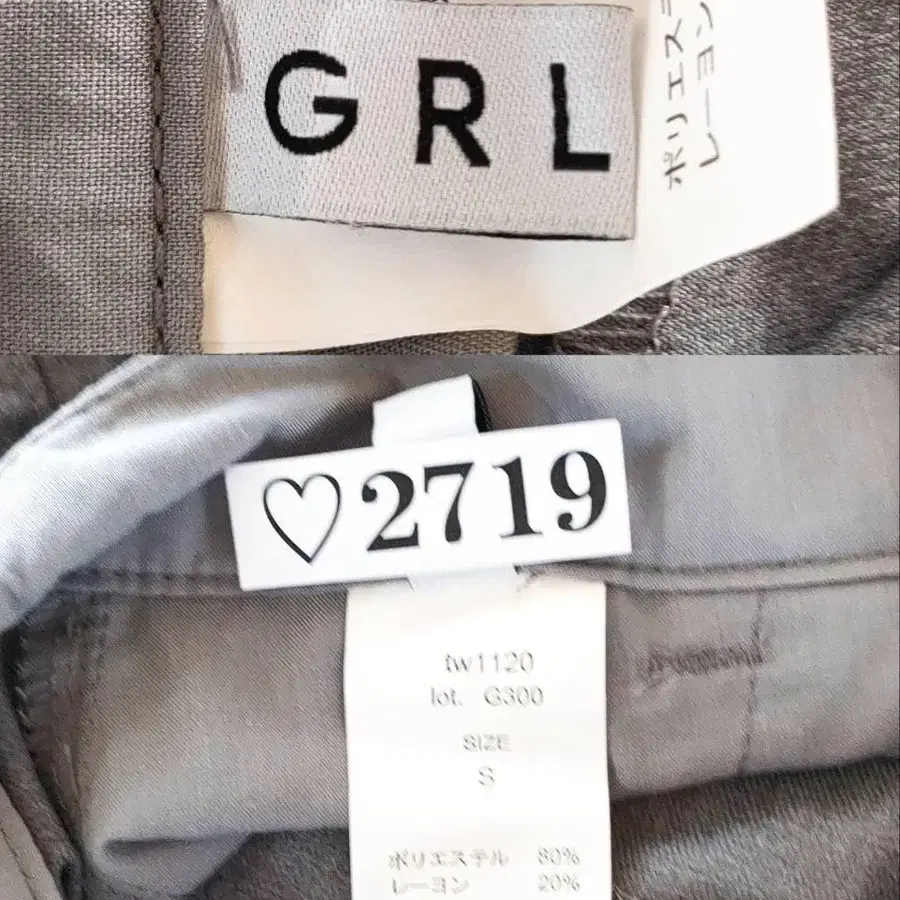 GRL
ポリエステ
レーヨン
♡2719
tw1120
lot. G300
SIZE
S
ポリエステル 80%
レーヨン 20%